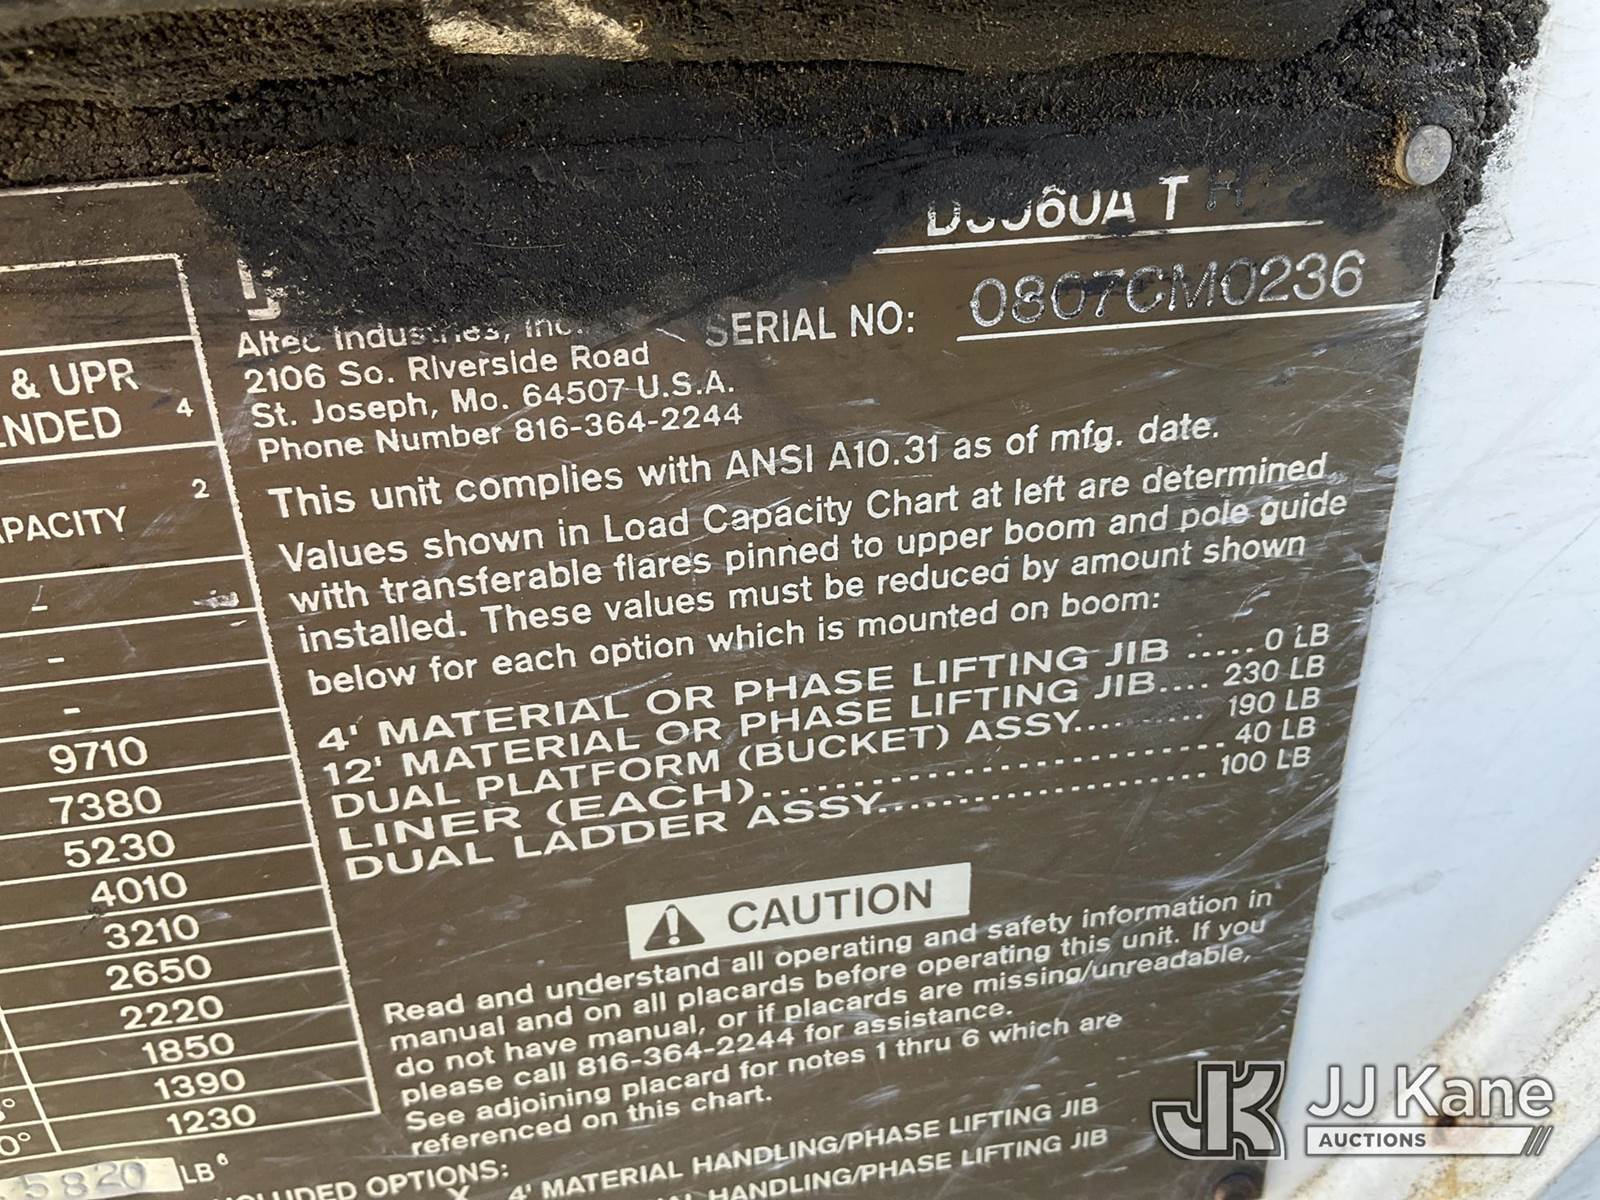 T
SERIAL NO: 0807CM0236
Altec Industries, Inc.
2106 So. Riverside Road
St. Joseph, Mo. 64507 U.S.A.
Phone Number 816-364-2244
This unit complies with ANSI A10.31 as of mfg. date.
Values shown in Load Capacity Chart at left are determined
with transferable flares pinned to upper boom and pole guide
installed. These values must be reduced by amount shown
below for each option which is mounted on boom:
4' MATERIAL OR PHASE LIFTING JIB ..... 0 LB
12' MATERIAL OR PHASE LIFTING JIB.... 230 LB
DUAL PLATFORM (BUCKET) ASSY......... 190 LB
LINER (EACH)................................ 40 LB
DUAL LADDER ASSY...................... 100 LB
CAUTION
Read and understand all operating and safety information in
manual and on all placards before operating this unit. If you
do not have manual, or if placards are missing/unreadable,
please call 816-364-2244 for assistance.
See adjoining placard for notes 1 thru 6 which are
referenced on this chart.
OPTIONS:
4' MATERIAL HANDLING/PHASE LIFTING JIB
HANDLING/PHASE LIFTING JIB
& UPR
4
2
-
-
-
9710
7380
5230
4010
3210
2650
2220
1850
1390
1230
5820 LB 6
JK JJ Kane
AUCTIONS